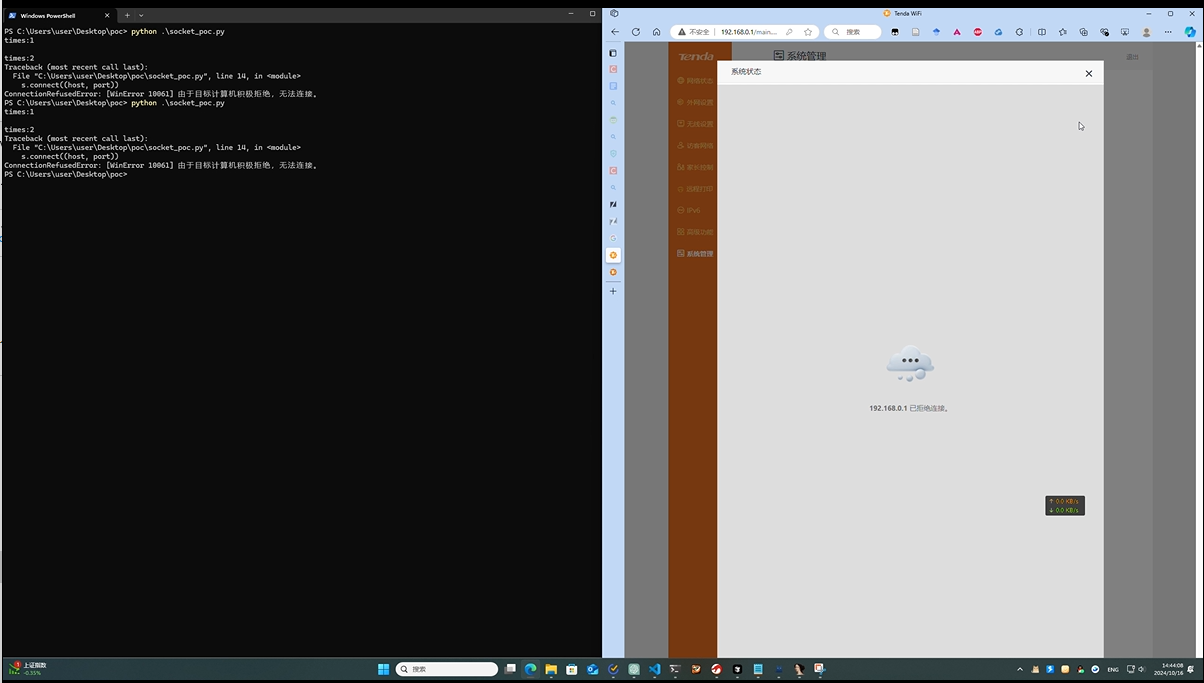 Windows PowerShell
PS C:\Users\user\Desktop\poc> python .\socket_poc.py
times:1
times:2
Traceback (most recent call last):
File "C:\Users\user\Desktop\poc\socket_poc.py", line 14, in <module>
s.connect((host, port))
ConnectionRefusedError: [WinError 10061] 由于目标计算机积极拒绝，无法连接。
PS C:\Users\user\Desktop\poc> python .\socket_poc.py
times:1
times:2
Traceback (most recent call last):
File "C:\Users\user\Desktop\poc\socket_poc.py", line 14, in <module>
s.connect((host, port))
ConnectionRefusedError: [WinError 10061] 由于目标计算机积极拒绝，无法连接。
PS C:\Users\user\Desktop\poc>
Tenda WiFi
不安全
192.168.0.1/main...
搜索
Tenda
系统管理
退出
系统状态
网络状态
外网设置
无线设置
访客网络
家长控制
远程打印
IPv6
高级功能
系统管理
192.168.0.1 已拒绝连接。
↑ 0.0 KB/s
↓ 0.0 KB/s
1
上证指数
-0.35%
搜索
ENG
14:44:08
2024/10/16